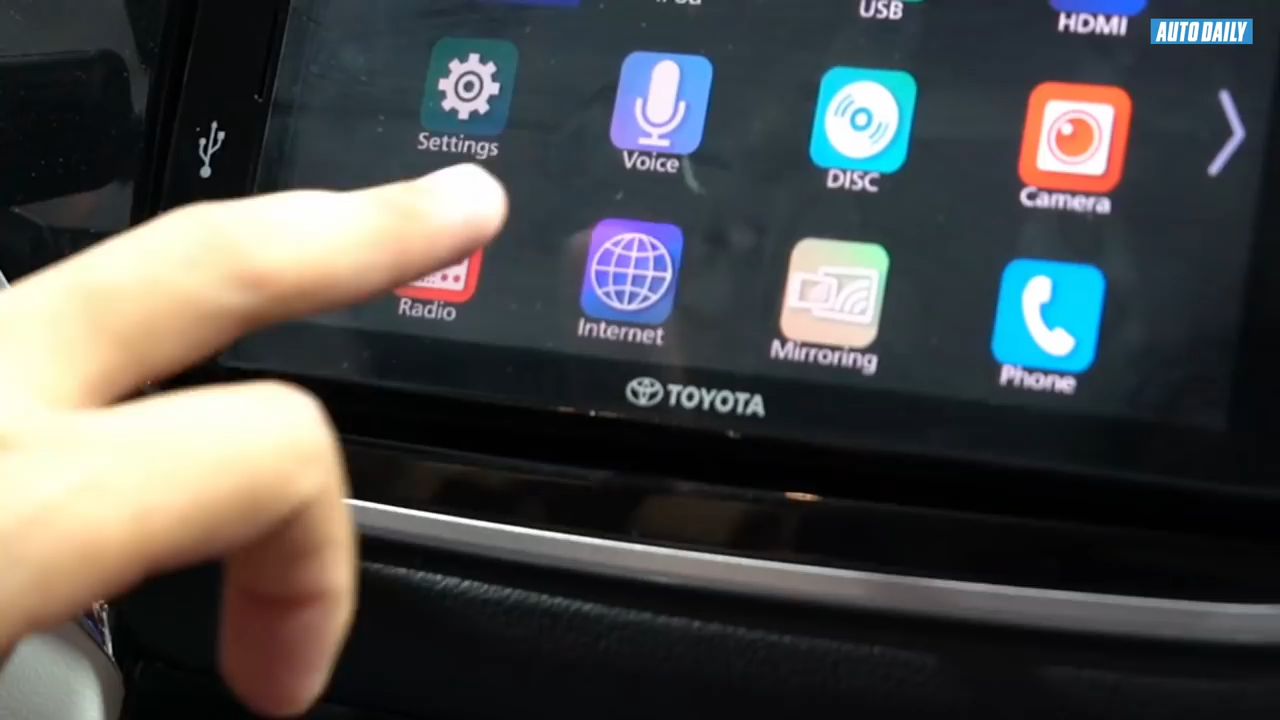 USB
HDMI
AUTO DAILY
Settings
Voice
DISC
Camera
Radio
Internet
Mirroring
Phone
TOYOTA